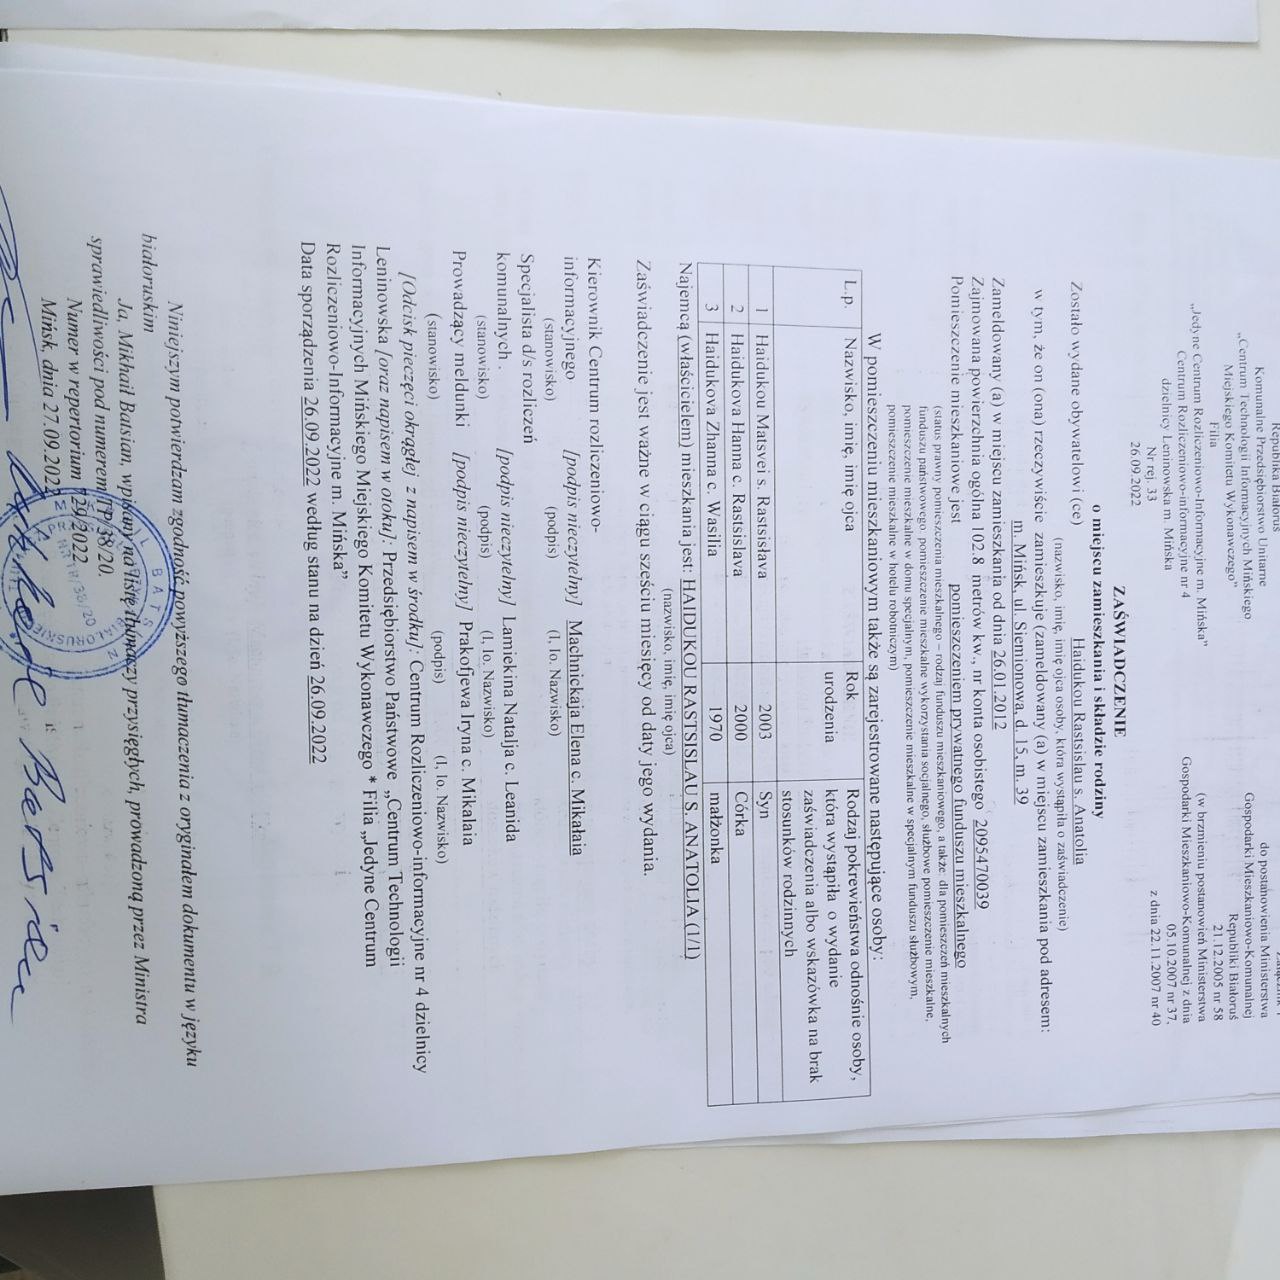 Republika Białoruś
Komunalne Przedsiębiorstwo Unitarne
„Centrum Technologii Informacyjnych Mińskiego
Miejskiego Komitetu Wykonawczego”
Filia
„Jedyne Centrum Rozliczeniowo-Informacyjne m. Mińska”
Centrum Rozliczeniowo-informacyjne nr 4
dzielnicy Leninowska m. Mińska
Nr rej. 33
26.09.2022
do postanowienia Ministerstwa
Gospodarki Mieszkaniowo-Komunalnej
Republiki Białoruś
21.12.2005 nr 58
(w brzmieniu postanowień Ministerstwa
Gospodarki Mieszkaniowo-Komunalnej z dnia
05.10.2007 nr 37,
z dnia 22.11.2007 nr 40
ZAŚWIADCZENIE
o miejscu zamieszkania i składzie rodziny
Zostało wydane obywatelowi (ce) Haidukou Rastsislau s. Anatolia
(nazwisko, imię, imię ojca osoby, która wystąpiła o zaświadczenie)
w tym, że on (ona) rzeczywiście zamieszkuje (zameldowany (a) w miejscu zamieszkania pod adresem:
m. Mińsk, ul. Siemionowa, d. 15, m. 39
Zameldowany (a) w miejscu zamieszkania od dnia 26.01.2012
Zajmowana powierzchnia ogólna 102.8 metrów kw., nr konta osobistego 2095470039
Pomieszczenie mieszkaniowe jest pomieszczeniem prywatnego funduszu mieszkalnego
(status prawny pomieszczenia mieszkalnego – rodzaj funduszu mieszkaniowego, a także: dla pomieszczeń mieszkalnych
funduszu państwowego pomieszczenie mieszkalne wykorzystania socjalnego, służbowe pomieszczenie mieszkalne,
pomieszczenie mieszkalne w domu specjalnym, pomieszczenie mieszkalne w specjalnym funduszu służbowym,
pomieszczenie mieszkalne w hotelu robotniczym)
W pomieszczeniu mieszkaniowym także są zarejestrowane następujące osoby:
L.p. Nazwisko, imię, imię ojca Rok urodzenia Rodzaj pokrewieństwa odnośnie osoby, która wystąpiła o wydanie zaświadczenia albo wskazówka na brak stosunków rodzinnych
1 Haidukou Matsvei s. Rastsisłava 2003 Syn
2 Haidukova Hanna c. Rastsislava 2000 Córka
3 Haidukova Zhanna c. Wasilia 1970 małżonka
Najemcą (właścicielem) mieszkania jest: HAIDUKOU RASTSISLAU S. ANATOLIA (1/1)
(nazwisko, imię, imię ojca)
Zaświadczenie jest ważne w ciągu sześciu miesięcy od daty jego wydania.
Kierownik Centrum rozliczeniowo-
informacyjnego [podpis nieczytelny] Machnickaja Elena c. Mikałaia
(stanowisko) (podpis) (I, Io. Nazwisko)
Specjalista d/s rozliczeń
komunalnych . [podpis nieczytelny] Lamiekina Natalja c. Leanida
(stanowisko) (podpis) (I, Io. Nazwisko)
Prowadzący meldunki [podpis nieczytelny] Prakofjewa Iryna c. Mikalaia
(stanowisko) (podpis) (I, Io. Nazwisko)
[Odcisk pieczęci okrągłej z napisem w środku]: Centrum Rozliczeniowo-informacyjne nr 4 dzielnicy
Leninowska [oraz napisem w otoku]: Przedsiębiorstwo Państwowe „Centrum Technologii
Informacyjnych Mińskiego Miejskiego Komitetu Wykonawczego * Filia „Jedyne Centrum
Rozliczeniowo-Informacyjne m. Mińska”
Data sporządzenia 26.09.2022 według stanu na dzień 26.09.2022
Niniejszym potwierdzam zgodność powyższego tłumaczenia z oryginałem dokumentu w języku
białoruskim
Ja, Mikhail Batsian, wpisany na listę tłumaczy przysięgłych, prowadzoną przez Ministra
sprawiedliwości pod numerem TP/38/20.
Numer w repertorium 729/2022
Mińsk, dnia 27.09.2022
Batsian